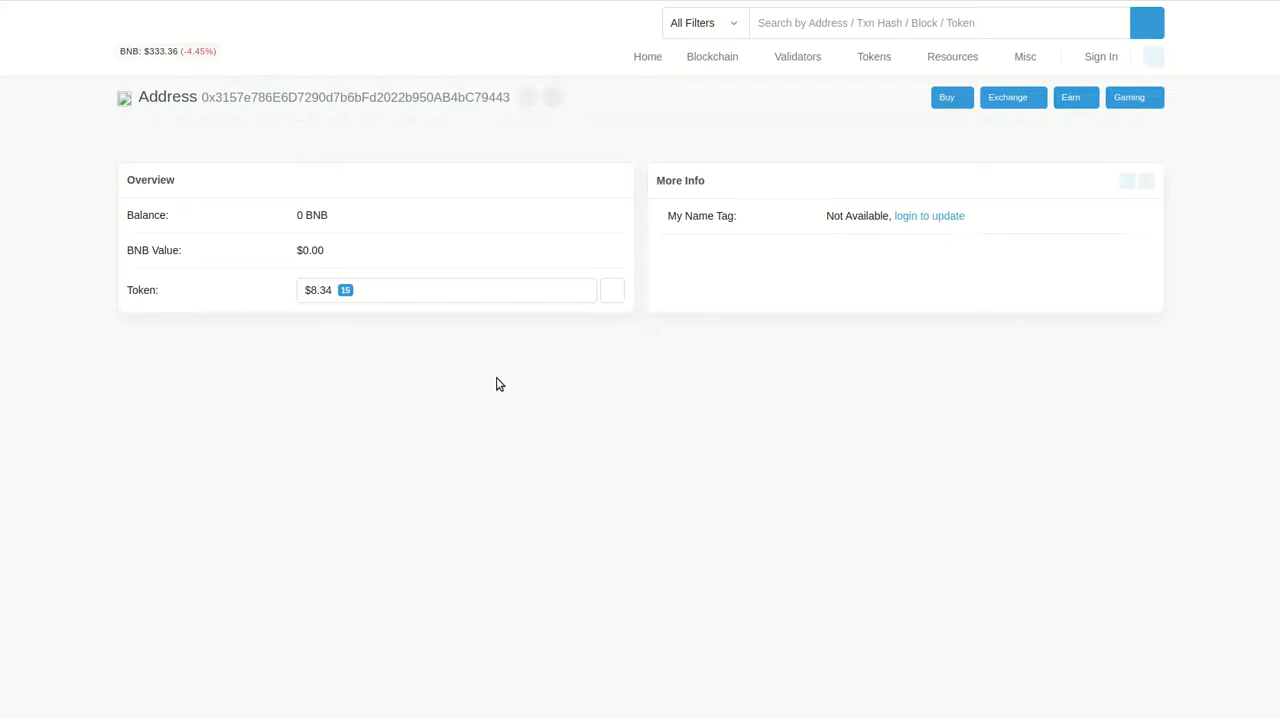 All Filters
Search by Address / Txn Hash / Block / Token
BNB: $333.36 (-4.45%)
Home Blockchain Validators Tokens Resources Misc Sign In
Address 0x3157e786E6D7290d7b6bFd2022b950AB4bC79443
Buy Exchange Earn Gaming
Overview
Balance: 0 BNB
BNB Value: $0.00
Token: $8.34 15
More Info
My Name Tag: Not Available, login to update